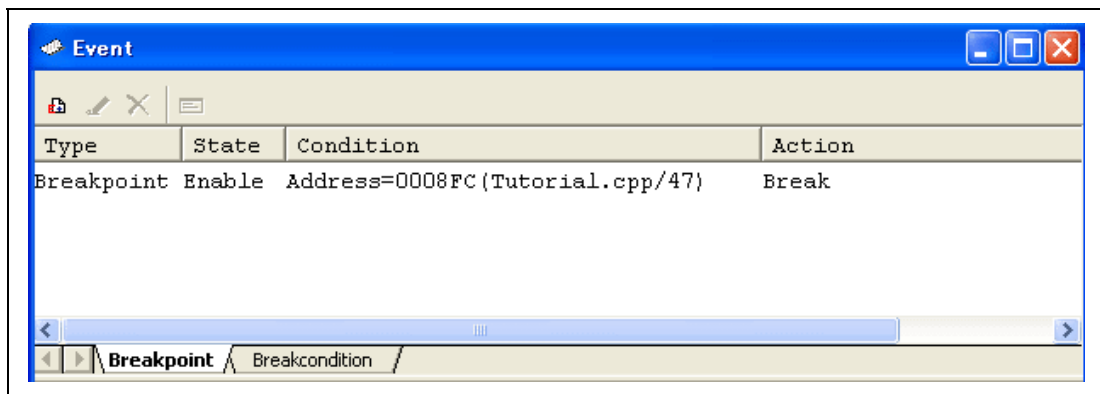 Event
Type State Condition Action
Breakpoint Enable Address=0008FC(Tutorial.cpp/47) Break
Breakpoint Breakcondition